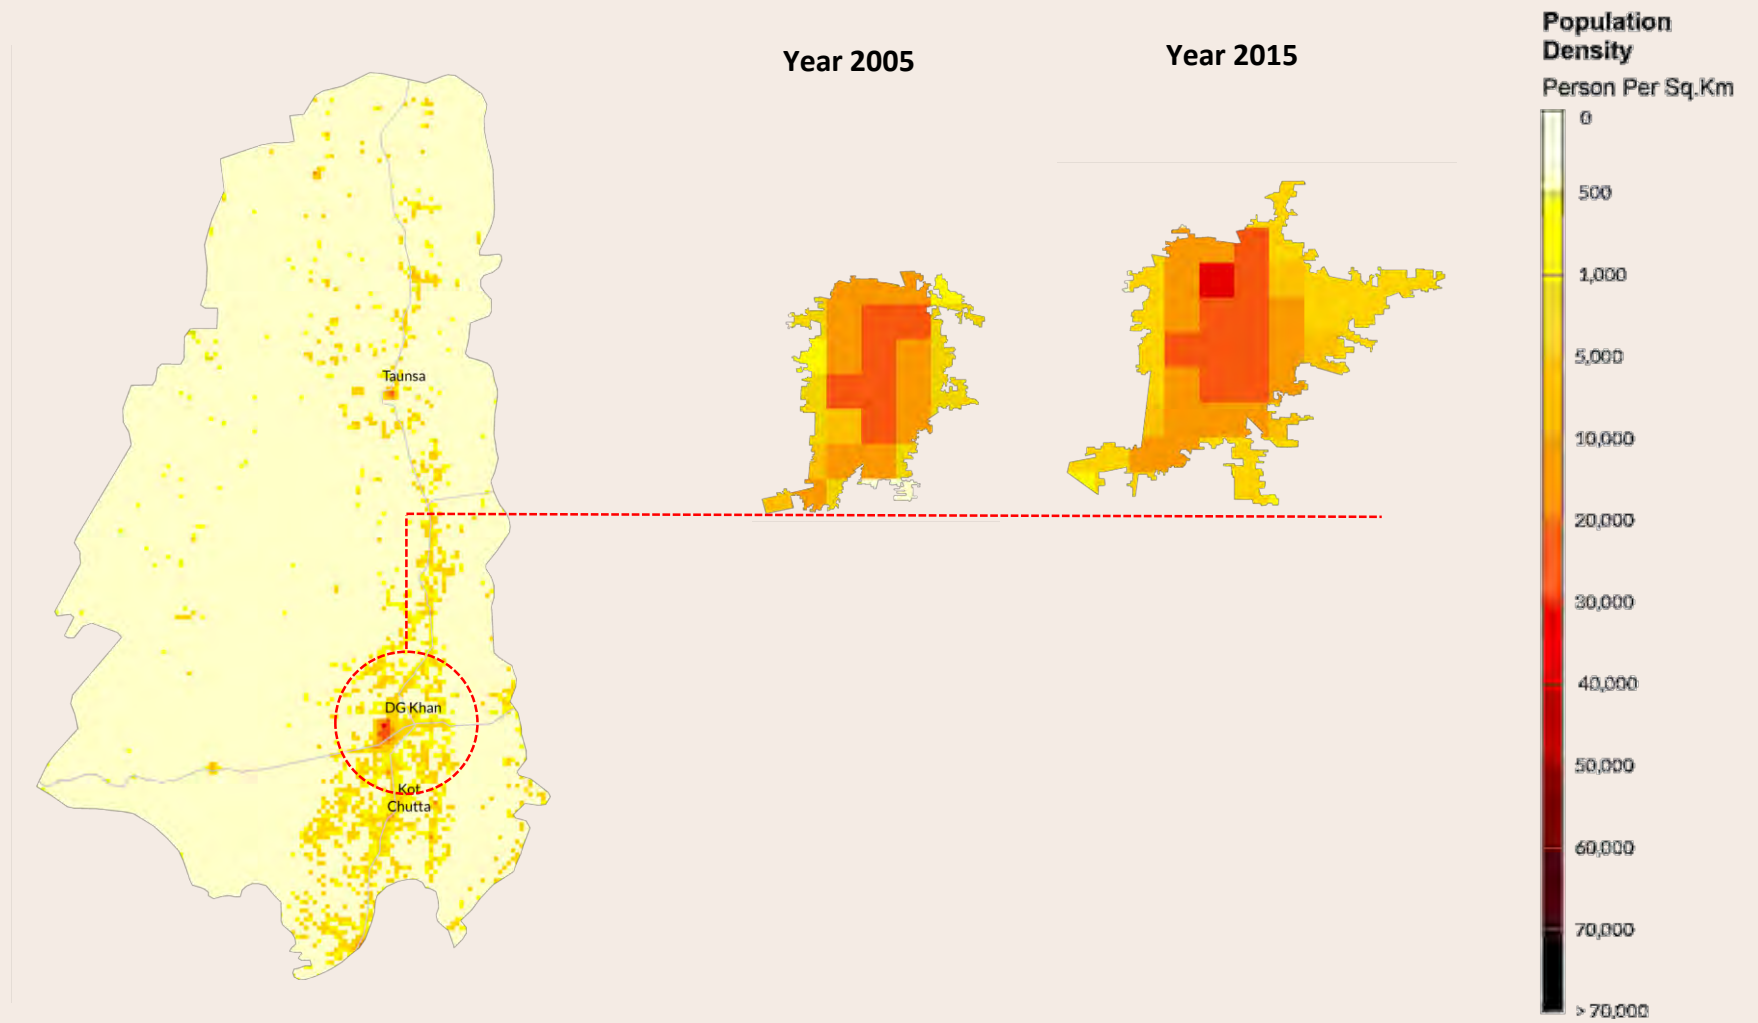 Year 2005
Year 2015
Population
Density
Person Per Sq.Km
0
500
1,000
5,000
10,000
20,000
30,000
40,000
50,000
60,000
70,000
> 70,000
Taunsa
DG Khan
Kot
Chutta